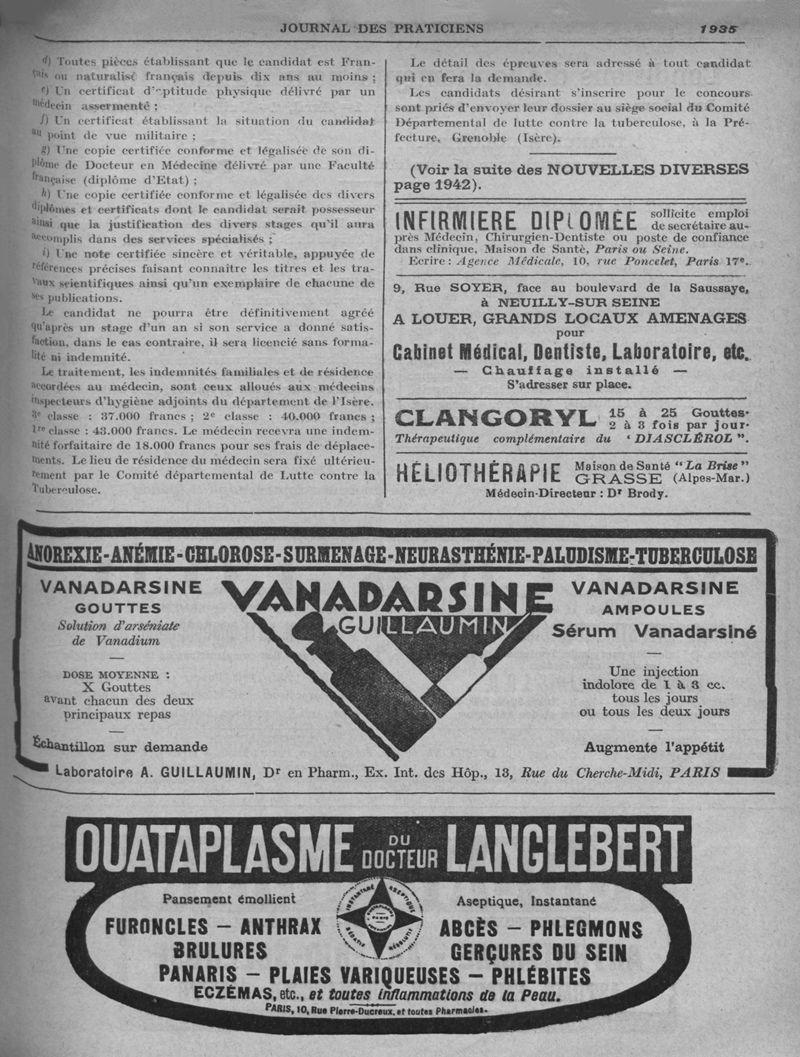 JOURNAL DES PRATICIENS 1935
d) Toutes pièces établissant que le candidat est Fran-
çais ou naturalisé français depuis dix ans au moins ;
e) Un certificat d'aptitude physique délivré par un
médecin assermenté ;
f) Un certificat établissant la situation du candidat
au point de vue militaire ;
g) Une copie certifiée conforme et légalisée de son di-
plôme de Docteur en Médecine délivré par une Faculté
française (diplôme d'Etat) ;
h) Une copie certifiée conforme et légalisée des divers
diplômes et certificats dont le candidat serait possesseur
ainsi que la justification des divers stages qu'il aura
accomplis dans des services spécialisés ;
i) Une note certifiée sincère et véritable, appuyée de
références précises faisant connaître les titres et les tra-
vaux scientifiques ainsi qu'un exemplaire de chacune de
ses publications.
Le candidat ne pourra être définitivement agréé
qu'après un stage d'un an si son service a donné satis-
faction, dans le cas contraire, il sera licencié sans forma-
lité ni indemnité.
Le traitement, les indemnités familiales et de résidence
accordées au médecin, sont ceux alloués aux médecins
inspecteurs d'hygiène adjoints du département de l'Isère.
3e classe : 37.000 francs ; 2e classe : 40.000 francs ;
1re classe : 43.000 francs. Le médecin recevra une indem-
nité forfaitaire de 18.000 francs pour ses frais de déplace-
ments. Le lieu de résidence du médecin sera fixé ultérieu-
rement par le Comité départemental de Lutte contre la
Tuberculose.
Le détail des épreuves sera adressé à tout candidat
qui en fera la demande.
Les candidats désirant s'inscrire pour le concours
sont priés d'envoyer leur dossier au siège social du Comité
Départemental de lutte contre la tuberculose, à la Pré-
fecture, Grenoble (Isère).
(Voir la suite des NOUVELLES DIVERSES
page 1942).
INFIRMIERE DIPLOMÉE sollicite emploi
de secrétaire au-
près Médecin, Chirurgien-Dentiste ou poste de confiance
dans clinique, Maison de Santé, Paris ou Seine.
Ecrire : Agence Médicale, 10, rue Poncelet, Paris 17e.
9, Rue SOYER, face au boulevard de la Saussaye,
à NEUILLY-SUR SEINE
A LOUER, GRANDS LOCAUX AMENAGES
pour
Cabinet Médical, Dentiste, Laboratoire, etc.
— Chauffage installé —
S'adresser sur place.
CLANGORYL 15 à 25 Gouttes
2 à 3 fois par jour
Thérapeutique complémentaire du ‘ DIASCLÉROL ”.
HÉLIOTHÉRAPIE Maison de Santé “La Brise”
GRASSE (Alpes-Mar.)
Médecin-Directeur : Dr Brody.
ANOREXIE-ANÉMIE-CHLOROSE-SURMENAGE-NEURASTHÉNIE-PALUDISME-TUBERCULOSE
VANADARSINE
GOUTTES
Solution d'arséniate
de Vanadium
—
DOSE MOYENNE :
X Gouttes
avant chacun des deux
principaux repas
—
Échantillon sur demande
VANADARSINE
GUILLAUMIN
VANADARSINE
AMPOULES
Sérum Vanadarsiné
—
Une injection
indolore de 1 à 3 cc.
tous les jours
ou tous les deux jours
—
Augmente l'appétit
Laboratoire A. GUILLAUMIN, Dr en Pharm., Ex. Int. des Hôp., 13, Rue du Cherche-Midi, PARIS
OUATAPLASME DU DOCTEUR LANGLEBERT
Pansement émollient
Aseptique, Instantané
INSTANTANÉ ASEPTIQUE
FURONCLES — ANTHRAX
ABCÈS — PHLEGMONS
BRULURES
GERÇURES DU SEIN
PANARIS — PLAIES VARIQUEUSES — PHLÉBITES
ECZÉMAS, etc., et toutes inflammations de la Peau.
PARIS, 10, Rue Pierre-Ducreux, et toutes Pharmacies.